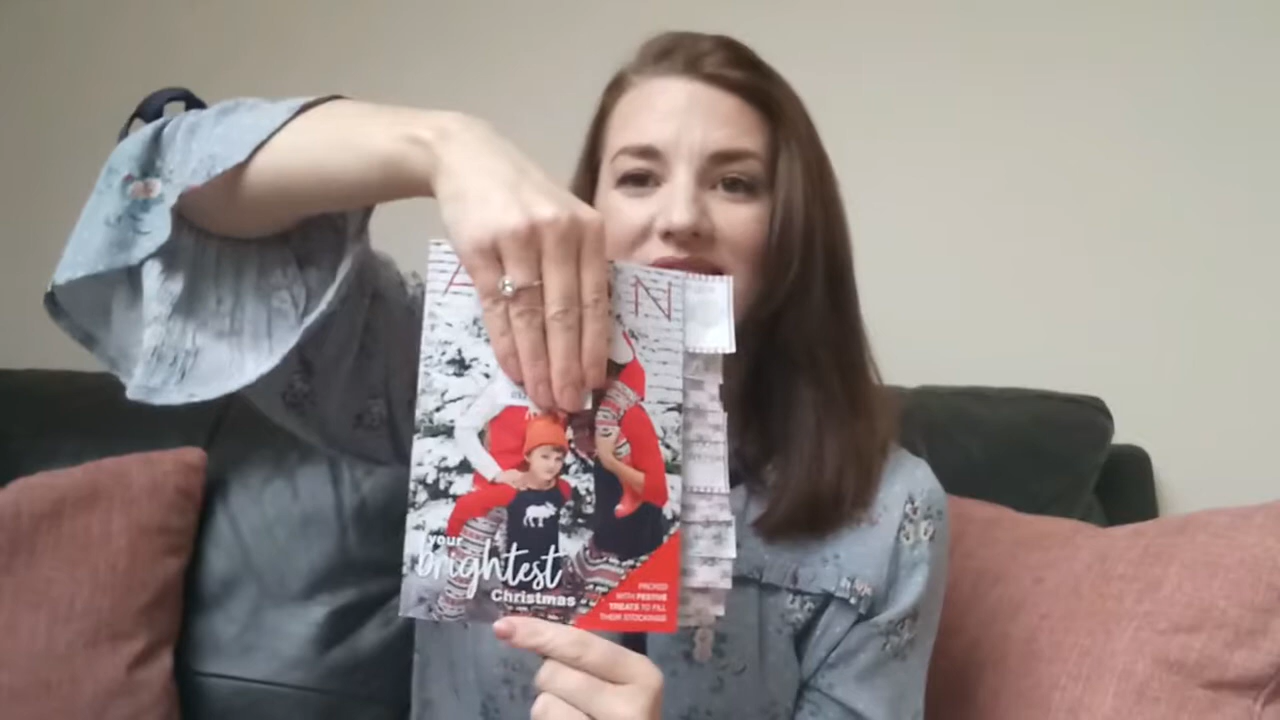 A N
your
brightest
Christmas
PACKED
WITH FESTIVE
TREATS TO FILL
THEIR STOCKINGS